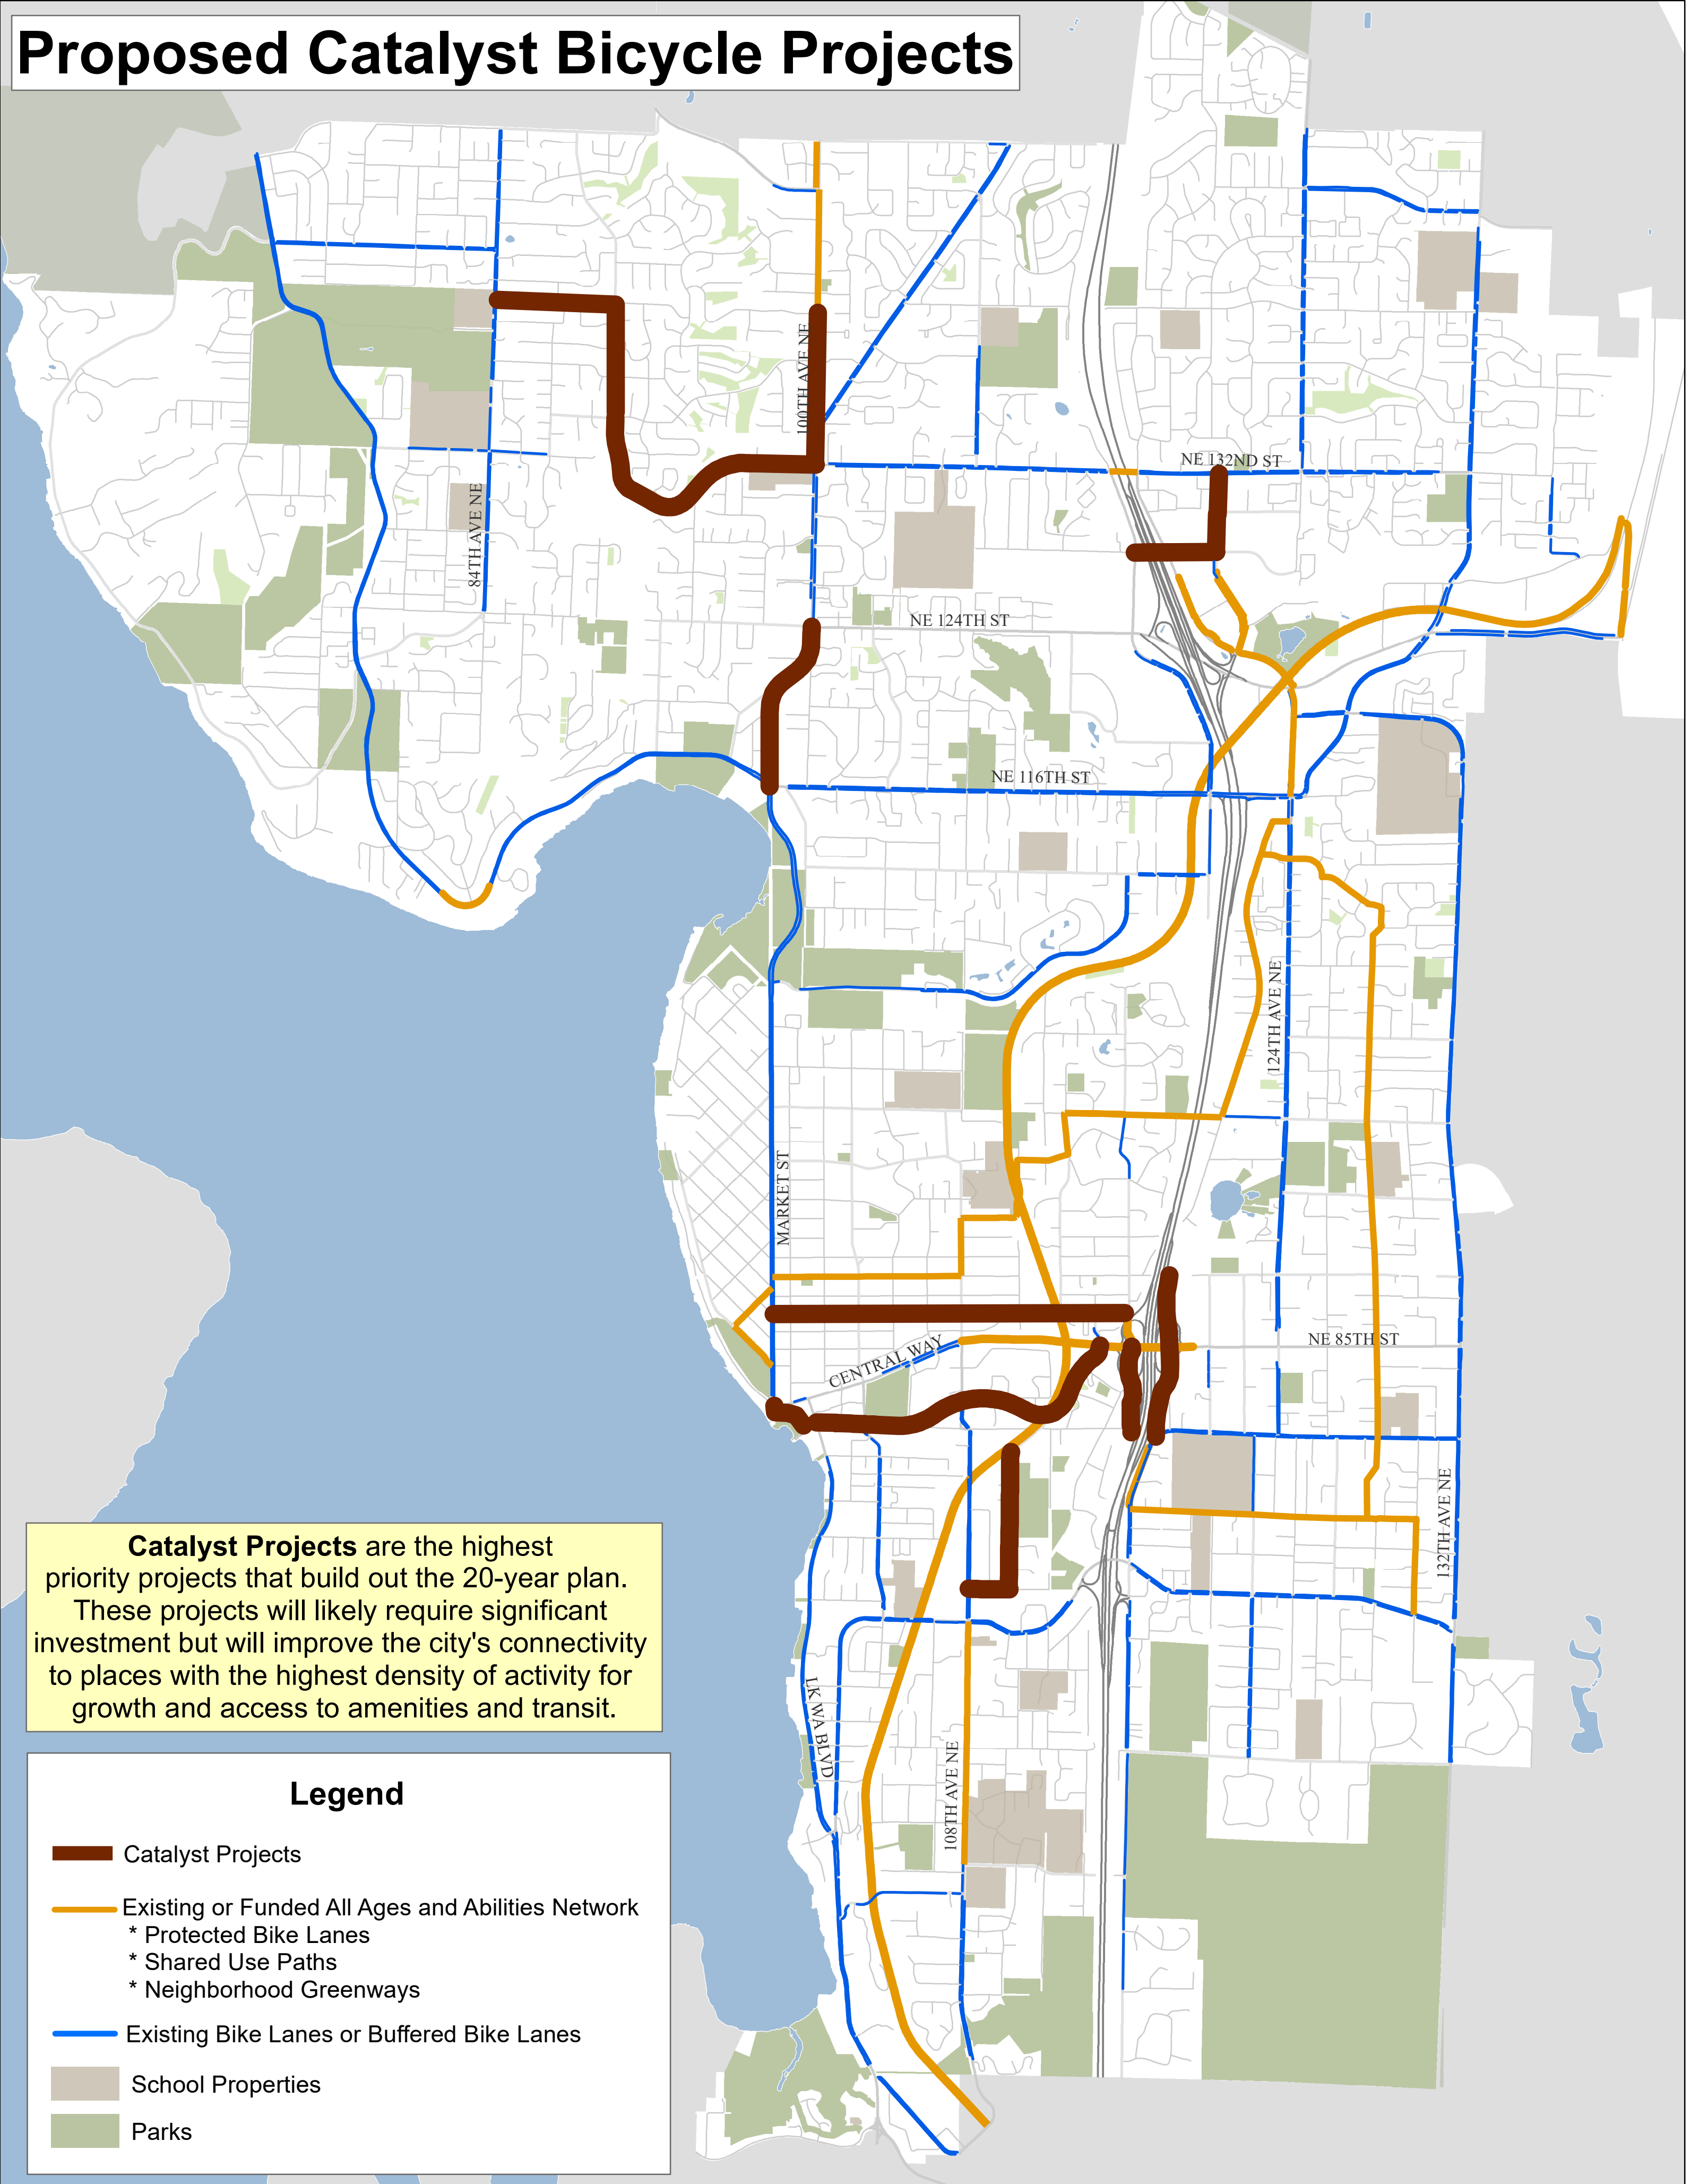 Proposed Catalyst Bicycle Projects
100TH AVE NE
NE 132ND ST
84TH AVE NE
NE 124TH ST
NE 116TH ST
124TH AVE NE
MARKET ST
NE 85TH ST
CENTRAL WAY
132TH AVE NE
LK WA BLVD
108TH AVE NE
Catalyst Projects are the highest
priority projects that build out the 20-year plan.
These projects will likely require significant
investment but will improve the city's connectivity
to places with the highest density of activity for
growth and access to amenities and transit.
Legend
Catalyst Projects
Existing or Funded All Ages and Abilities Network
* Protected Bike Lanes
* Shared Use Paths
* Neighborhood Greenways
Existing Bike Lanes or Buffered Bike Lanes
School Properties
Parks